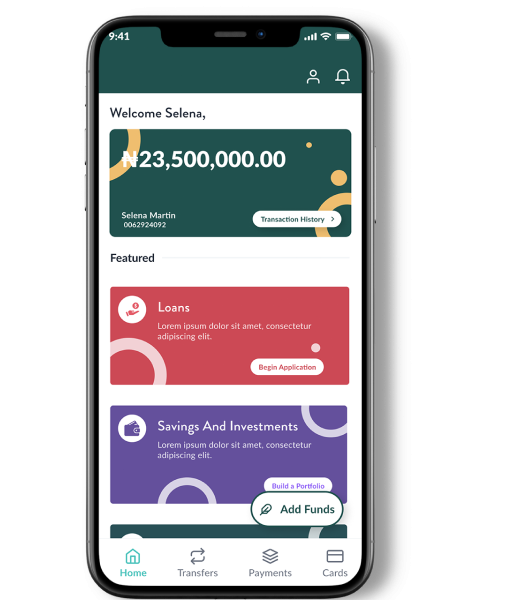 9:41
Welcome Selena,
₦23,500,000.00
Selena Martin
0062924092
Transaction History
Featured
Loans
Lorem ipsum dolor sit amet, consectetur
adipiscing elit.
Begin Application
Savings And Investments
Lorem ipsum dolor sit amet, consectetur
adipiscing elit.
Build a Portfolio
Add Funds
Home Transfers Payments Cards